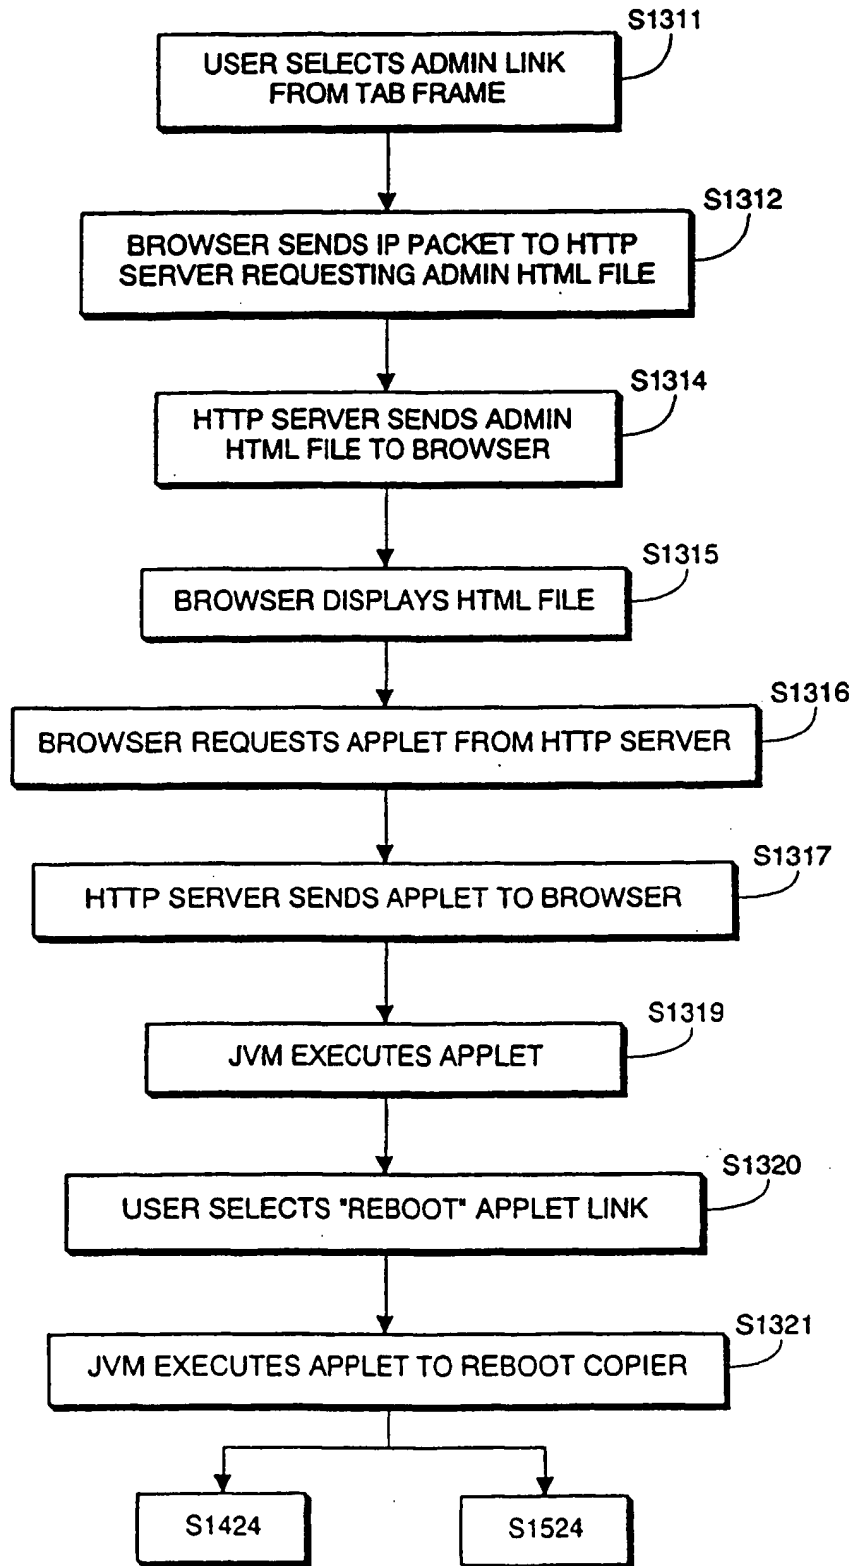 S1311
USER SELECTS ADMIN LINK
FROM TAB FRAME
S1312
BROWSER SENDS IP PACKET TO HTTP
SERVER REQUESTING ADMIN HTML FILE
S1314
HTTP SERVER SENDS ADMIN
HTML FILE TO BROWSER
S1315
BROWSER DISPLAYS HTML FILE
S1316
BROWSER REQUESTS APPLET FROM HTTP SERVER
S1317
HTTP SERVER SENDS APPLET TO BROWSER
S1319
JVM EXECUTES APPLET
S1320
USER SELECTS "REBOOT" APPLET LINK
S1321
JVM EXECUTES APPLET TO REBOOT COPIER
S1424
S1524